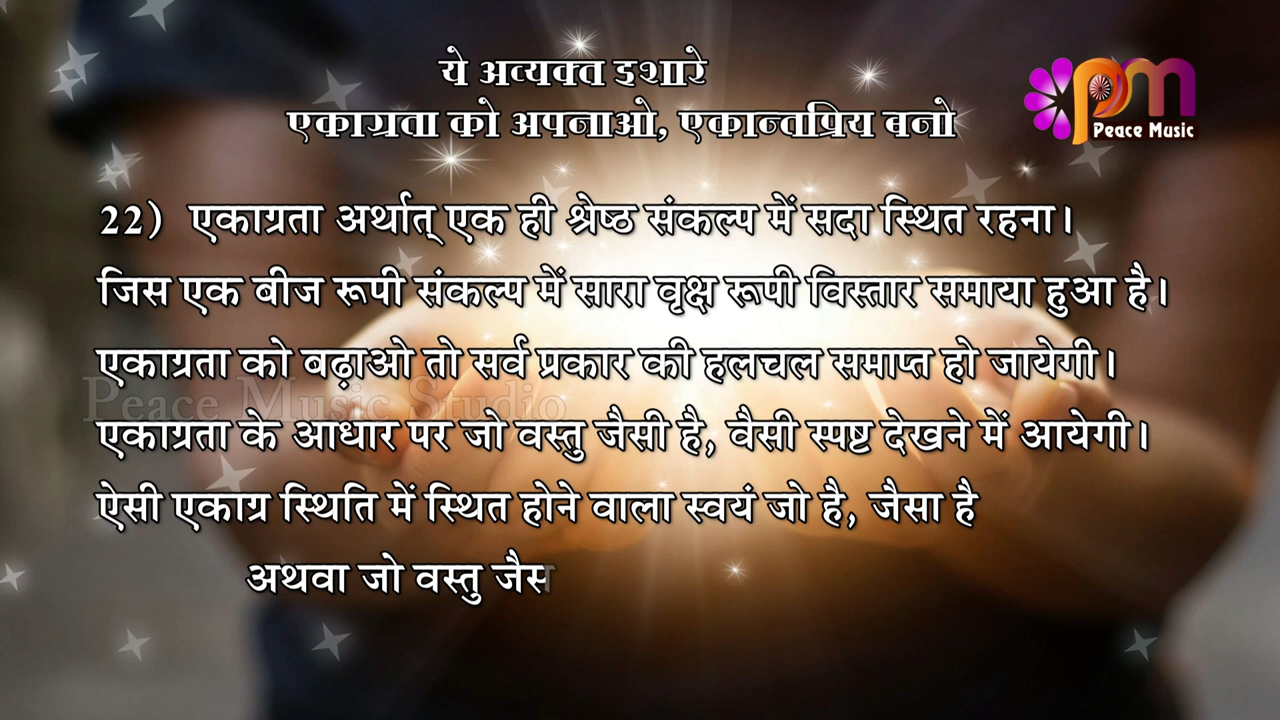 ये अव्यक्त इशारे
एकाग्रता को अपनाओ, एकान्तप्रिय बनो
Peace Music
22) एकाग्रता अर्थात् एक ही श्रेष्ठ संकल्प में सदा स्थित रहना।
जिस एक बीज रूपी संकल्प में सारा वृक्ष रूपी विस्तार समाया हुआ है।
एकाग्रता को बढ़ाओ तो सर्व प्रकार की हलचल समाप्त हो जायेगी।
Peace Music Studio
एकाग्रता के आधार पर जो वस्तु जैसी है, वैसी स्पष्ट देखने में आयेगी।
ऐसी एकाग्र स्थिति में स्थित होने वाला स्वयं जो है, जैसा है
अथवा जो वस्तु